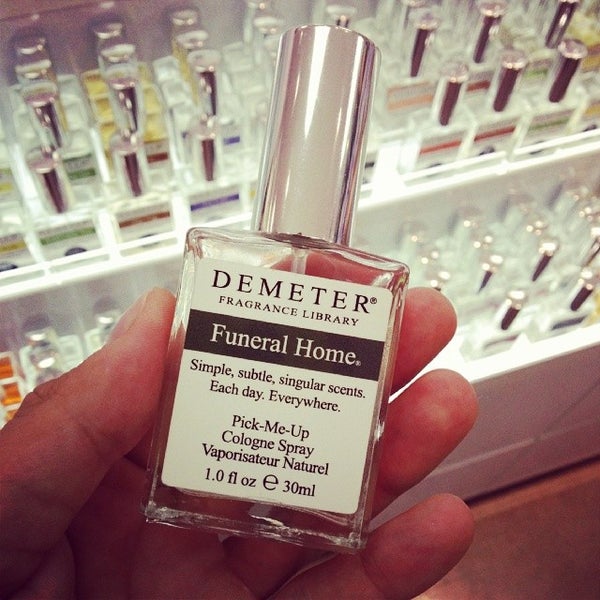 DEMETER®
FRAGRANCE LIBRARY
Funeral Home®
Simple, subtle, singular scents.
Each day. Everywhere.
Pick-Me-Up
Cologne Spray
Vaporisateur Naturel
1.0 fl oz ℮ 30ml